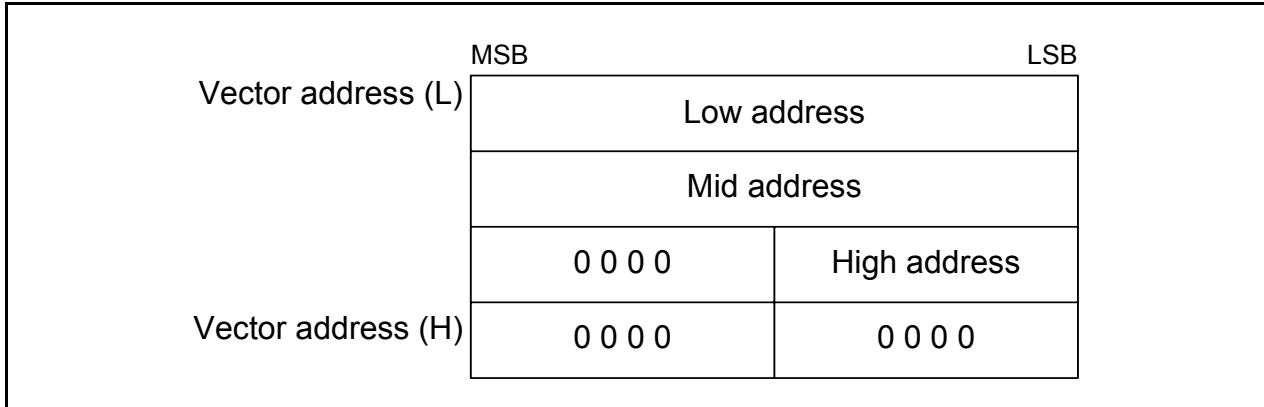 MSB LSB
Vector address (L) Low address
Mid address
0 0 0 0 High address
Vector address (H) 0 0 0 0 0 0 0 0